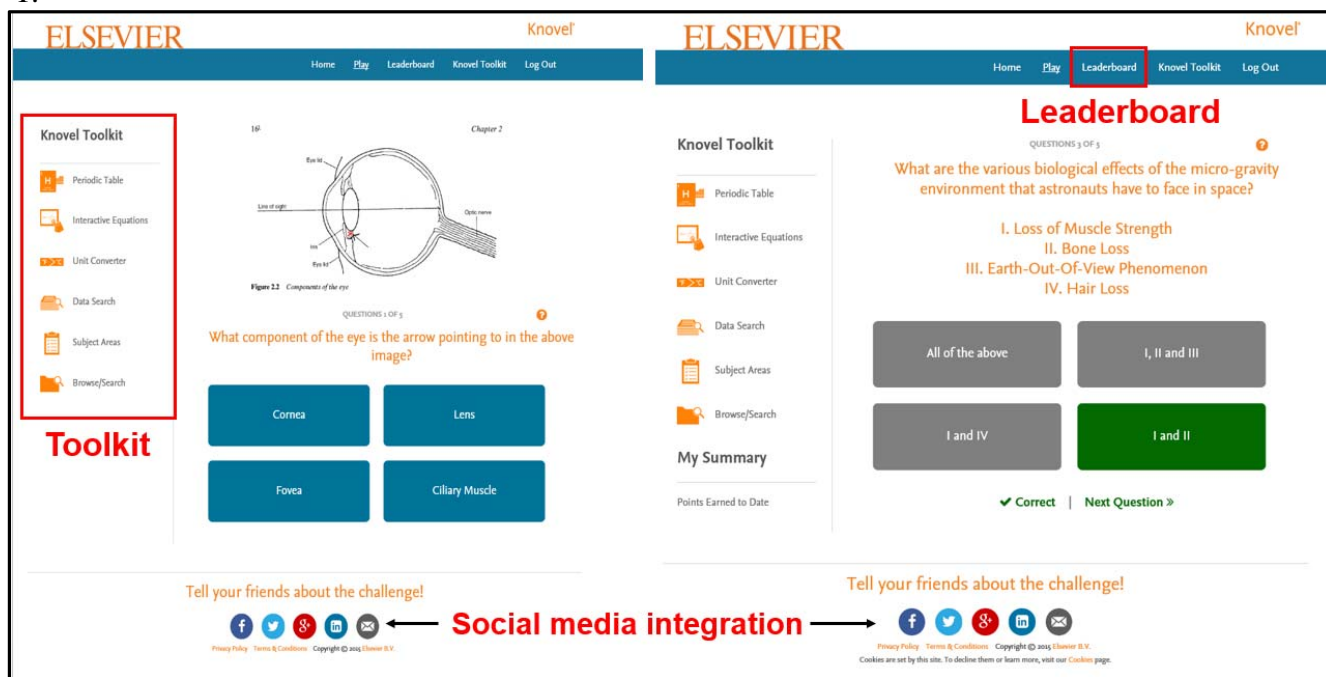 1.
ELSEVIER
Knovel®
Home Play Leaderboard Knovel Toolkit Log Out
Knovel Toolkit
Periodic Table
Interactive Equations
Unit Converter
Data Search
Subject Areas
Browse/Search
Toolkit
Chapter 2
Eye lid
Line of sight
Optic nerve
Iris
Eye lid
Figure 2.2 Components of the eye
QUESTIONS 1 OF 5
What component of the eye is the arrow pointing to in the above
image?
Cornea
Lens
Fovea
Ciliary Muscle
Tell your friends about the challenge!
Privacy Policy Terms & Conditions Copyright © 2015 Elsevier B.V.
ELSEVIER
Knovel®
Home Play Leaderboard Knovel Toolkit Log Out
Leaderboard
Knovel Toolkit
Periodic Table
Interactive Equations
Unit Converter
Data Search
Subject Areas
Browse/Search
My Summary
Points Earned to Date
QUESTIONS 3 OF 5
What are the various biological effects of the micro-gravity
environment that astronauts have to face in space?
I. Loss of Muscle Strength
II. Bone Loss
III. Earth-Out-Of-View Phenomenon
IV. Hair Loss
All of the above
I, II and III
I and IV
I and II
✔ Correct | Next Question »
Tell your friends about the challenge!
Privacy Policy Terms & Conditions Copyright © 2015 Elsevier B.V.
Cookies are set by this site. To decline them or learn more, visit our Cookies page.
Social media integration